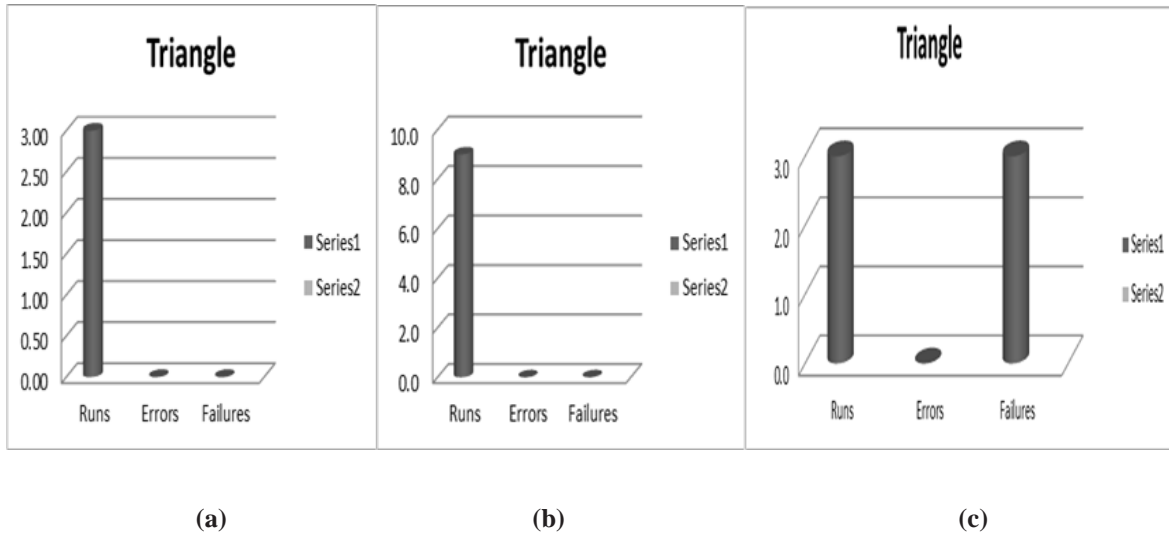 Triangle
3.00
2.50
2.00
1.50
1.00
0.50
0.00
Runs Errors Failures
Series1
Series2
Triangle
10.0
8.0
6.0
4.0
2.0
0.0
Runs Errors Failures
Series1
Series2
Triangle
3.0
2.0
1.0
0.0
Runs Errors Failures
Series1
Series2
(a) (b) (c)